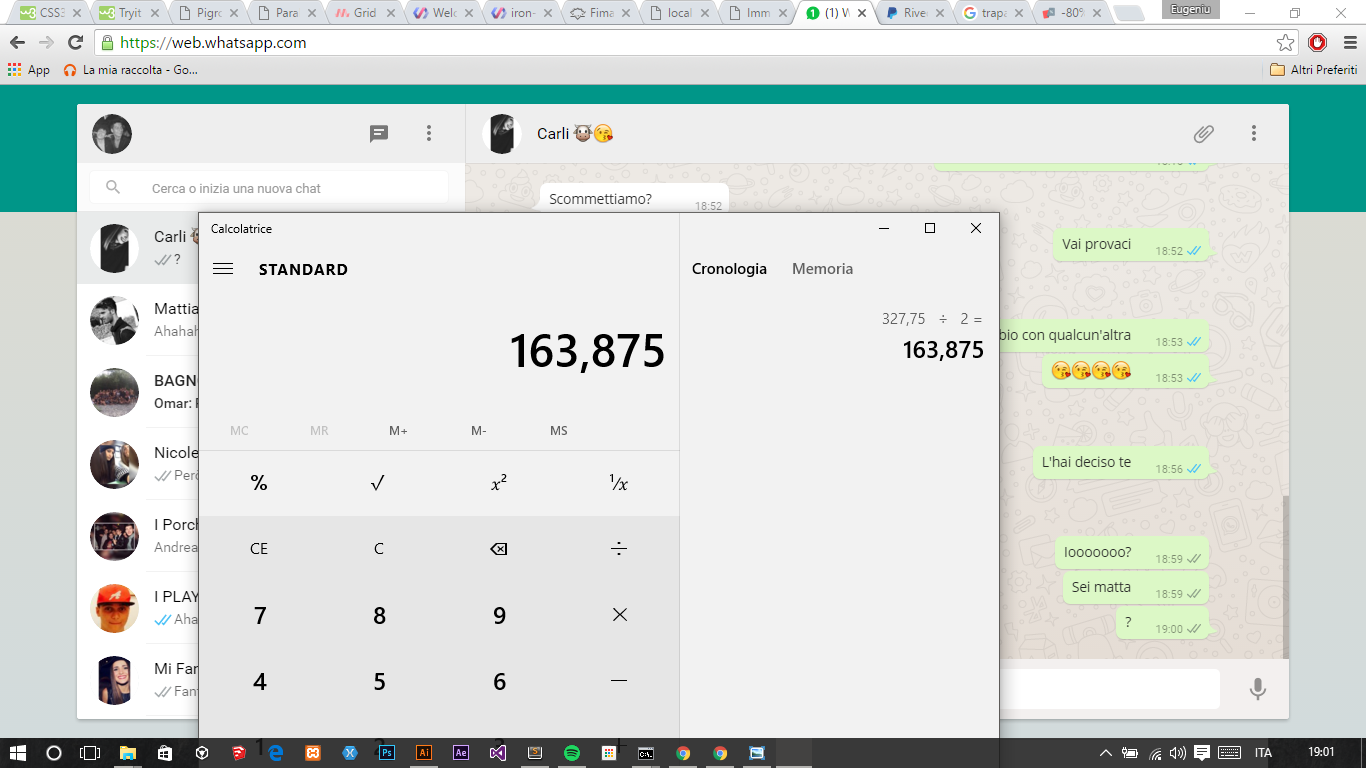 CSS3
Tryit
Pigro
Para
Grid
Welc
iron-
Fima
local
Imm
(1) W
Rive
trapa
-80%
Eugeniu
https://web.whatsapp.com
App
La mia raccolta - Go...
Altri Preferiti
Carli
Cerca o inizia una nuova chat
Carli
?
Mattia
Ahahah
BAGN
Omar:
Nicole
Però
I Porch
Andrea
I PLAY
Aha
Mi Fan
Fant
Scommettiamo?
18:52
Vai provaci
18:52
bio con qualcun'altra
18:53
18:53
L'hai deciso te
18:56
Iooooooo?
18:59
Sei matta
18:59
?
19:00
Calcolatrice
STANDARD
163,875
MC MR M+ M- MS
% √ x² ¹/x
CE C ÷
7 8 9 ×
4 5 6 −
1 2 3 +
Cronologia
Memoria
327,75 ÷ 2 =
163,875
ITA
19:01